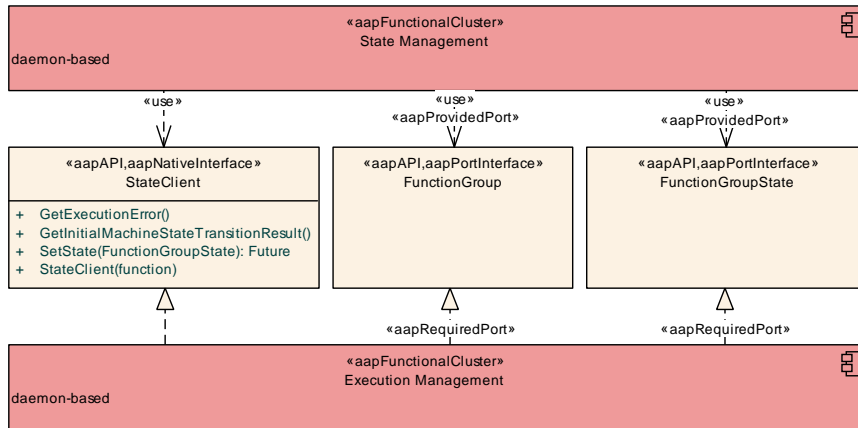 «aapFunctionalCluster»
State Management
daemon-based
«use»
«use»
«aapProvidedPort»
«use»
«aapProvidedPort»
«aapAPI,aapNativeInterface»
StateClient
+ GetExecutionError()
+ GetInitialMachineStateTransitionResult()
+ SetState(FunctionGroupState): Future
+ StateClient(function)
«aapAPI,aapPortInterface»
FunctionGroup
«aapAPI,aapPortInterface»
FunctionGroupState
«aapRequiredPort»
«aapRequiredPort»
«aapFunctionalCluster»
Execution Management
daemon-based